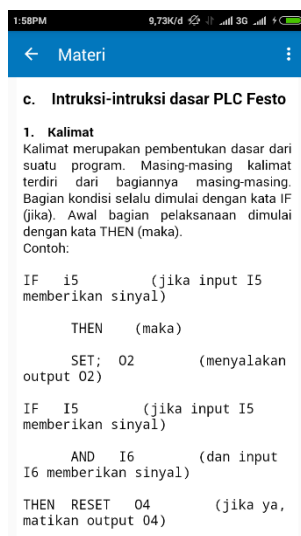 1:58PM 9,73K/d 3G
Materi
c. Intruksi-intruksi dasar PLC Festo
1. Kalimat
Kalimat merupakan pembentukan dasar dari
suatu program. Masing-masing kalimat
terdiri dari bagiannya masing-masing.
Bagian kondisi selalu dimulai dengan kata IF
(jika). Awal bagian pelaksanaan dimulai
dengan kata THEN (maka).
Contoh:
IF i5 (jika input I5
memberikan sinyal)
THEN (maka)
SET; O2 (menyalakan
output O2)
IF I5 (jika input I5
memberikan sinyal)
AND I6 (dan input
I6 memberikan sinyal)
THEN RESET O4 (jika ya,
matikan output O4)